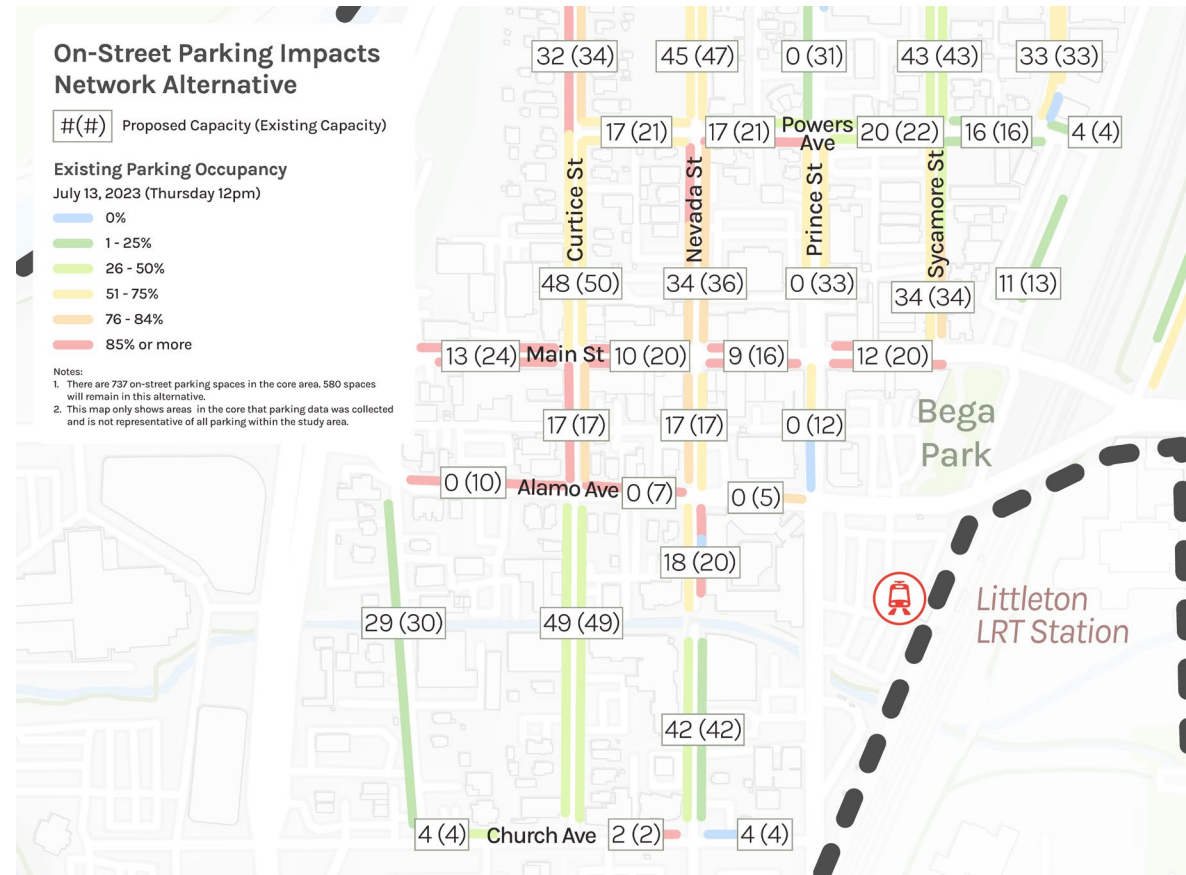 On-Street Parking Impacts
Network Alternative
#(#) Proposed Capacity (Existing Capacity)
Existing Parking Occupancy
July 13, 2023 (Thursday 12pm)
0%
1 - 25%
26 - 50%
51 - 75%
76 - 84%
85% or more
Notes:
1. There are 737 on-street parking spaces in the core area. 580 spaces
will remain in this alternative.
2. This map only shows areas in the core that parking data was collected
and is not representative of all parking within the study area.
32 (34)
45 (47)
0 (31)
43 (43)
33 (33)
17 (21)
17 (21)
Powers
Ave
20 (22)
16 (16)
4 (4)
Curtice St
Nevada St
Prince St
Sycamore St
48 (50)
34 (36)
0 (33)
34 (34)
11 (13)
13 (24)
Main St
10 (20)
9 (16)
12 (20)
17 (17)
17 (17)
0 (12)
Bega
Park
0 (10)
Alamo Ave
0 (7)
0 (5)
18 (20)
29 (30)
49 (49)
Littleton
LRT Station
42 (42)
4 (4)
Church Ave
2 (2)
4 (4)